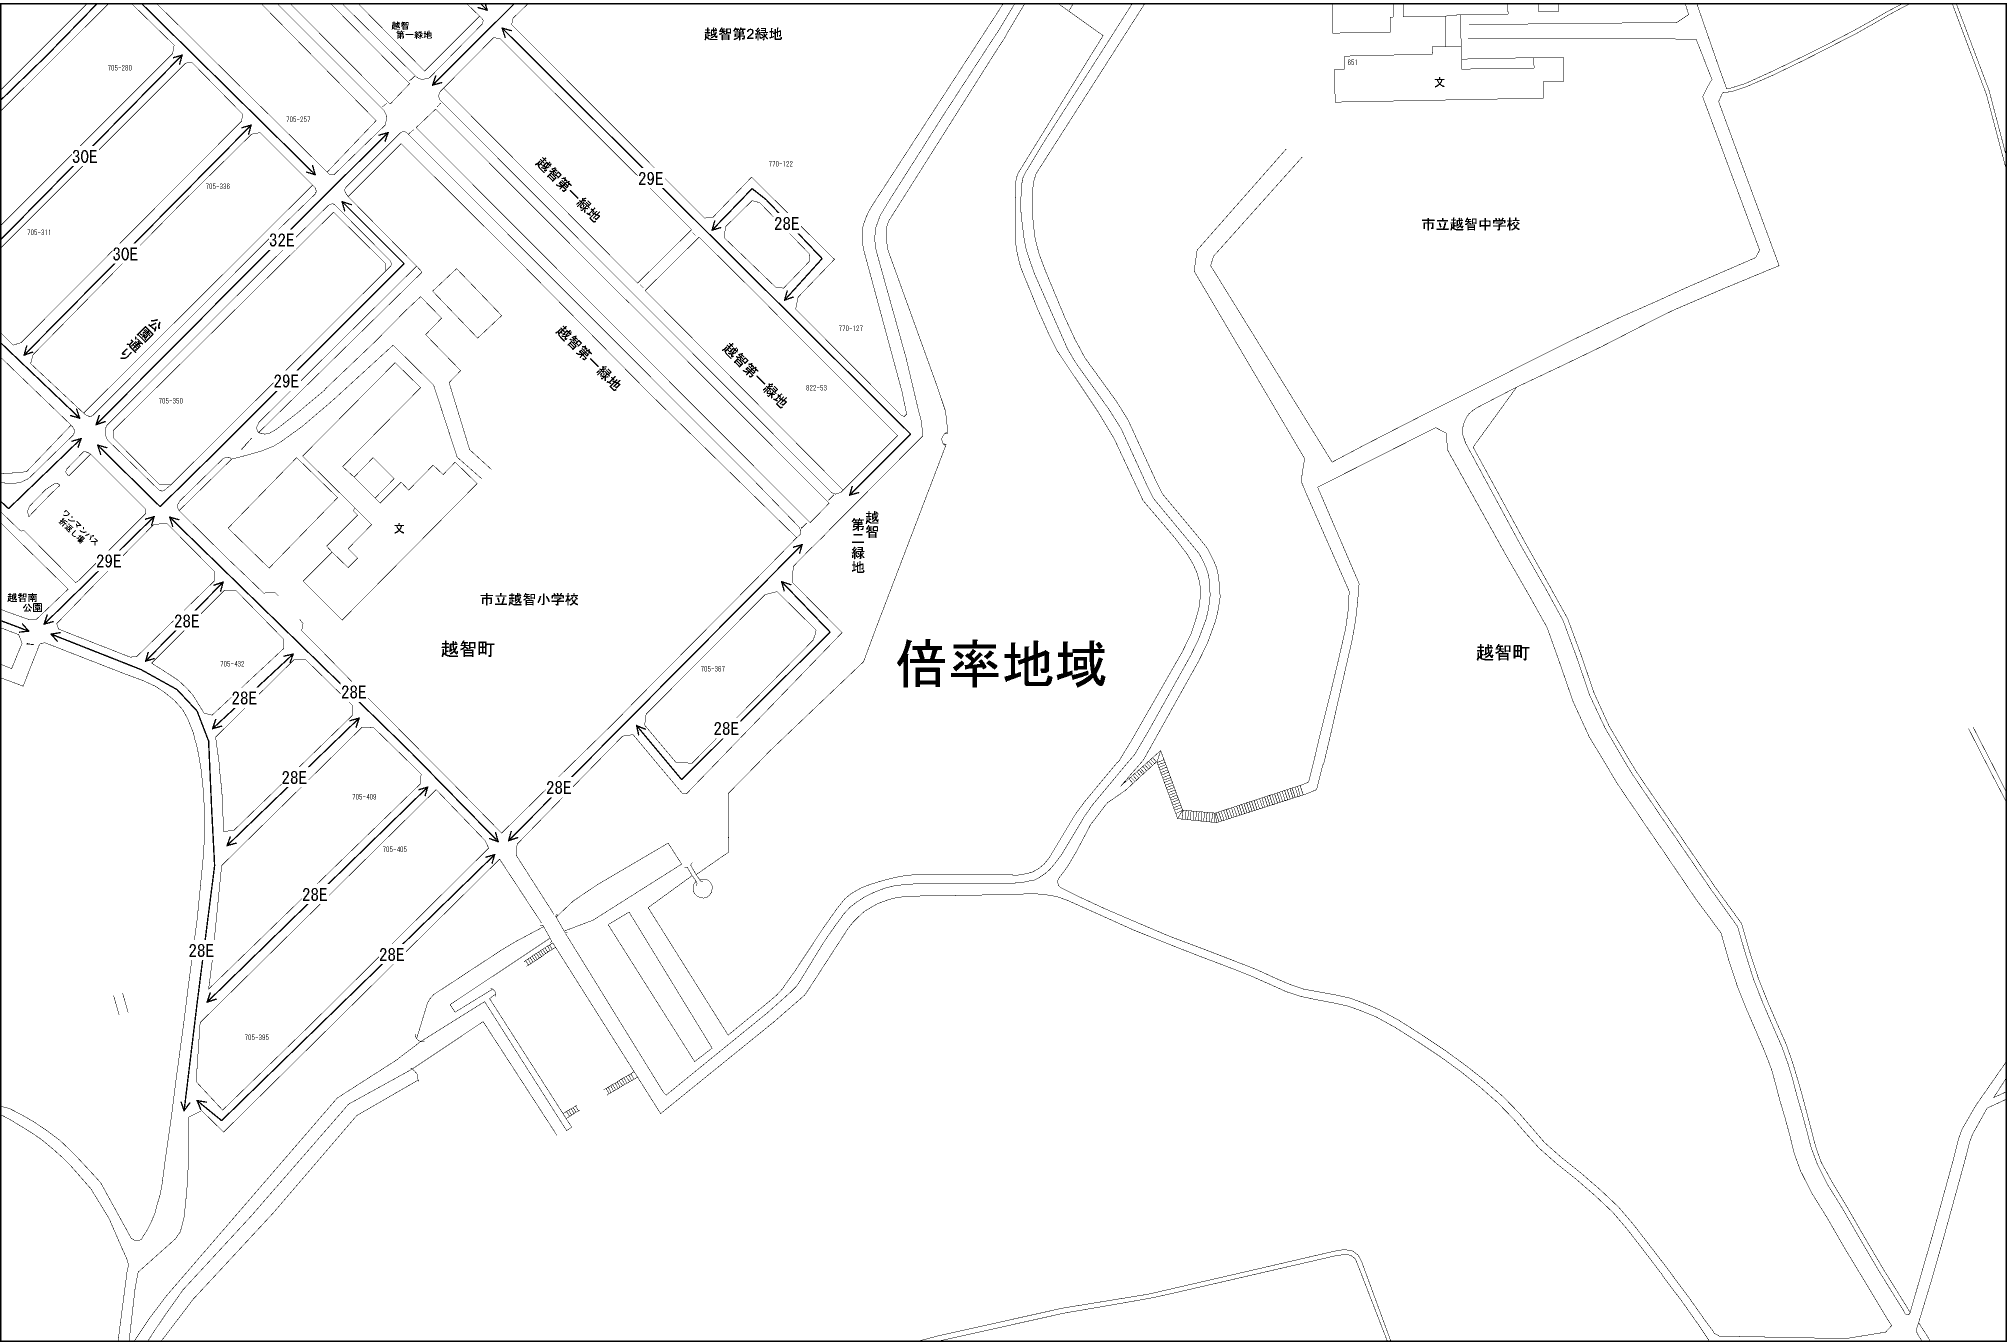 越智
第一緑地
越智第2緑地
705-280
651
文
705-257
30E
29E
770-122
越智第一緑地
705-336
28E
市立越智中学校
705-311
32E
30E
公園通り
770-127
越智第一緑地
越智第一緑地
29E
822-53
705-350
ワンマンバス
折返し場
文
越智
第二緑地
29E
越智南
公園
市立越智小学校
28E
越智町
倍率地域
越智町
705-432
705-367
28E
28E
28E
28E
28E
705-409
705-405
28E
28E
28E
705-395